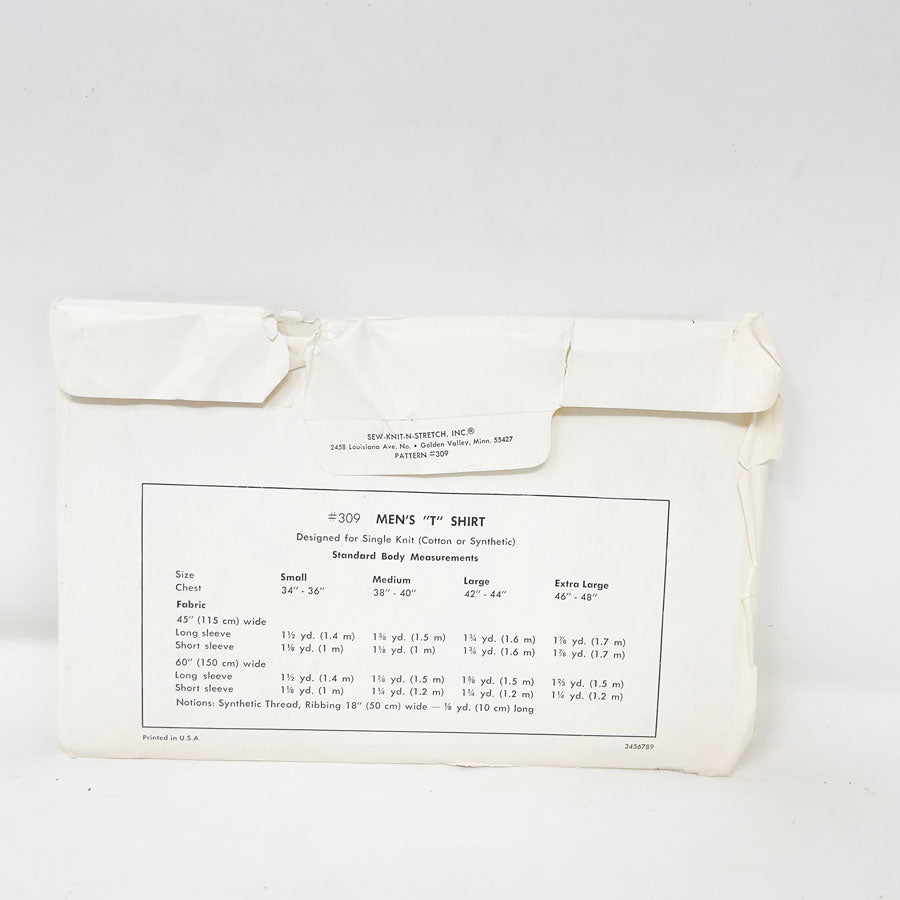 SEW-KNIT-N-STRETCH, INC.®
2458 Louisiana Ave. No. • Golden Valley, Minn. 55427
PATTERN #309
#309 MEN'S "T" SHIRT
Designed for Single Knit (Cotton or Synthetic)
Standard Body Measurements
Size Small Medium Large Extra Large
Chest 34" - 36" 38" - 40" 42" - 44" 46" - 48"
Fabric
45" (115 cm) wide
Long sleeve 1½ yd. (1.4 m) 1⅝ yd. (1.5 m) 1¾ yd. (1.6 m) 1⅞ yd. (1.7 m)
Short sleeve 1⅛ yd. (1 m) 1⅛ yd. (1 m) 1¾ yd. (1.6 m) 1⅞ yd. (1.7 m)
60" (150 cm) wide
Long sleeve 1½ yd. (1.4 m) 1⅝ yd. (1.5 m) 1⅝ yd. (1.5 m) yd. (1.5 m)
Short sleeve 1⅛ yd. (1 m) 1¼ yd. (1.2 m) 1¼ yd. (1.2 m) 1¼ yd. (1.2 m)
Notions: Synthetic Thread, Ribbing 18" (50 cm) wide — ⅛ yd. (10 cm) long
Printed in U.S.A. 3456789